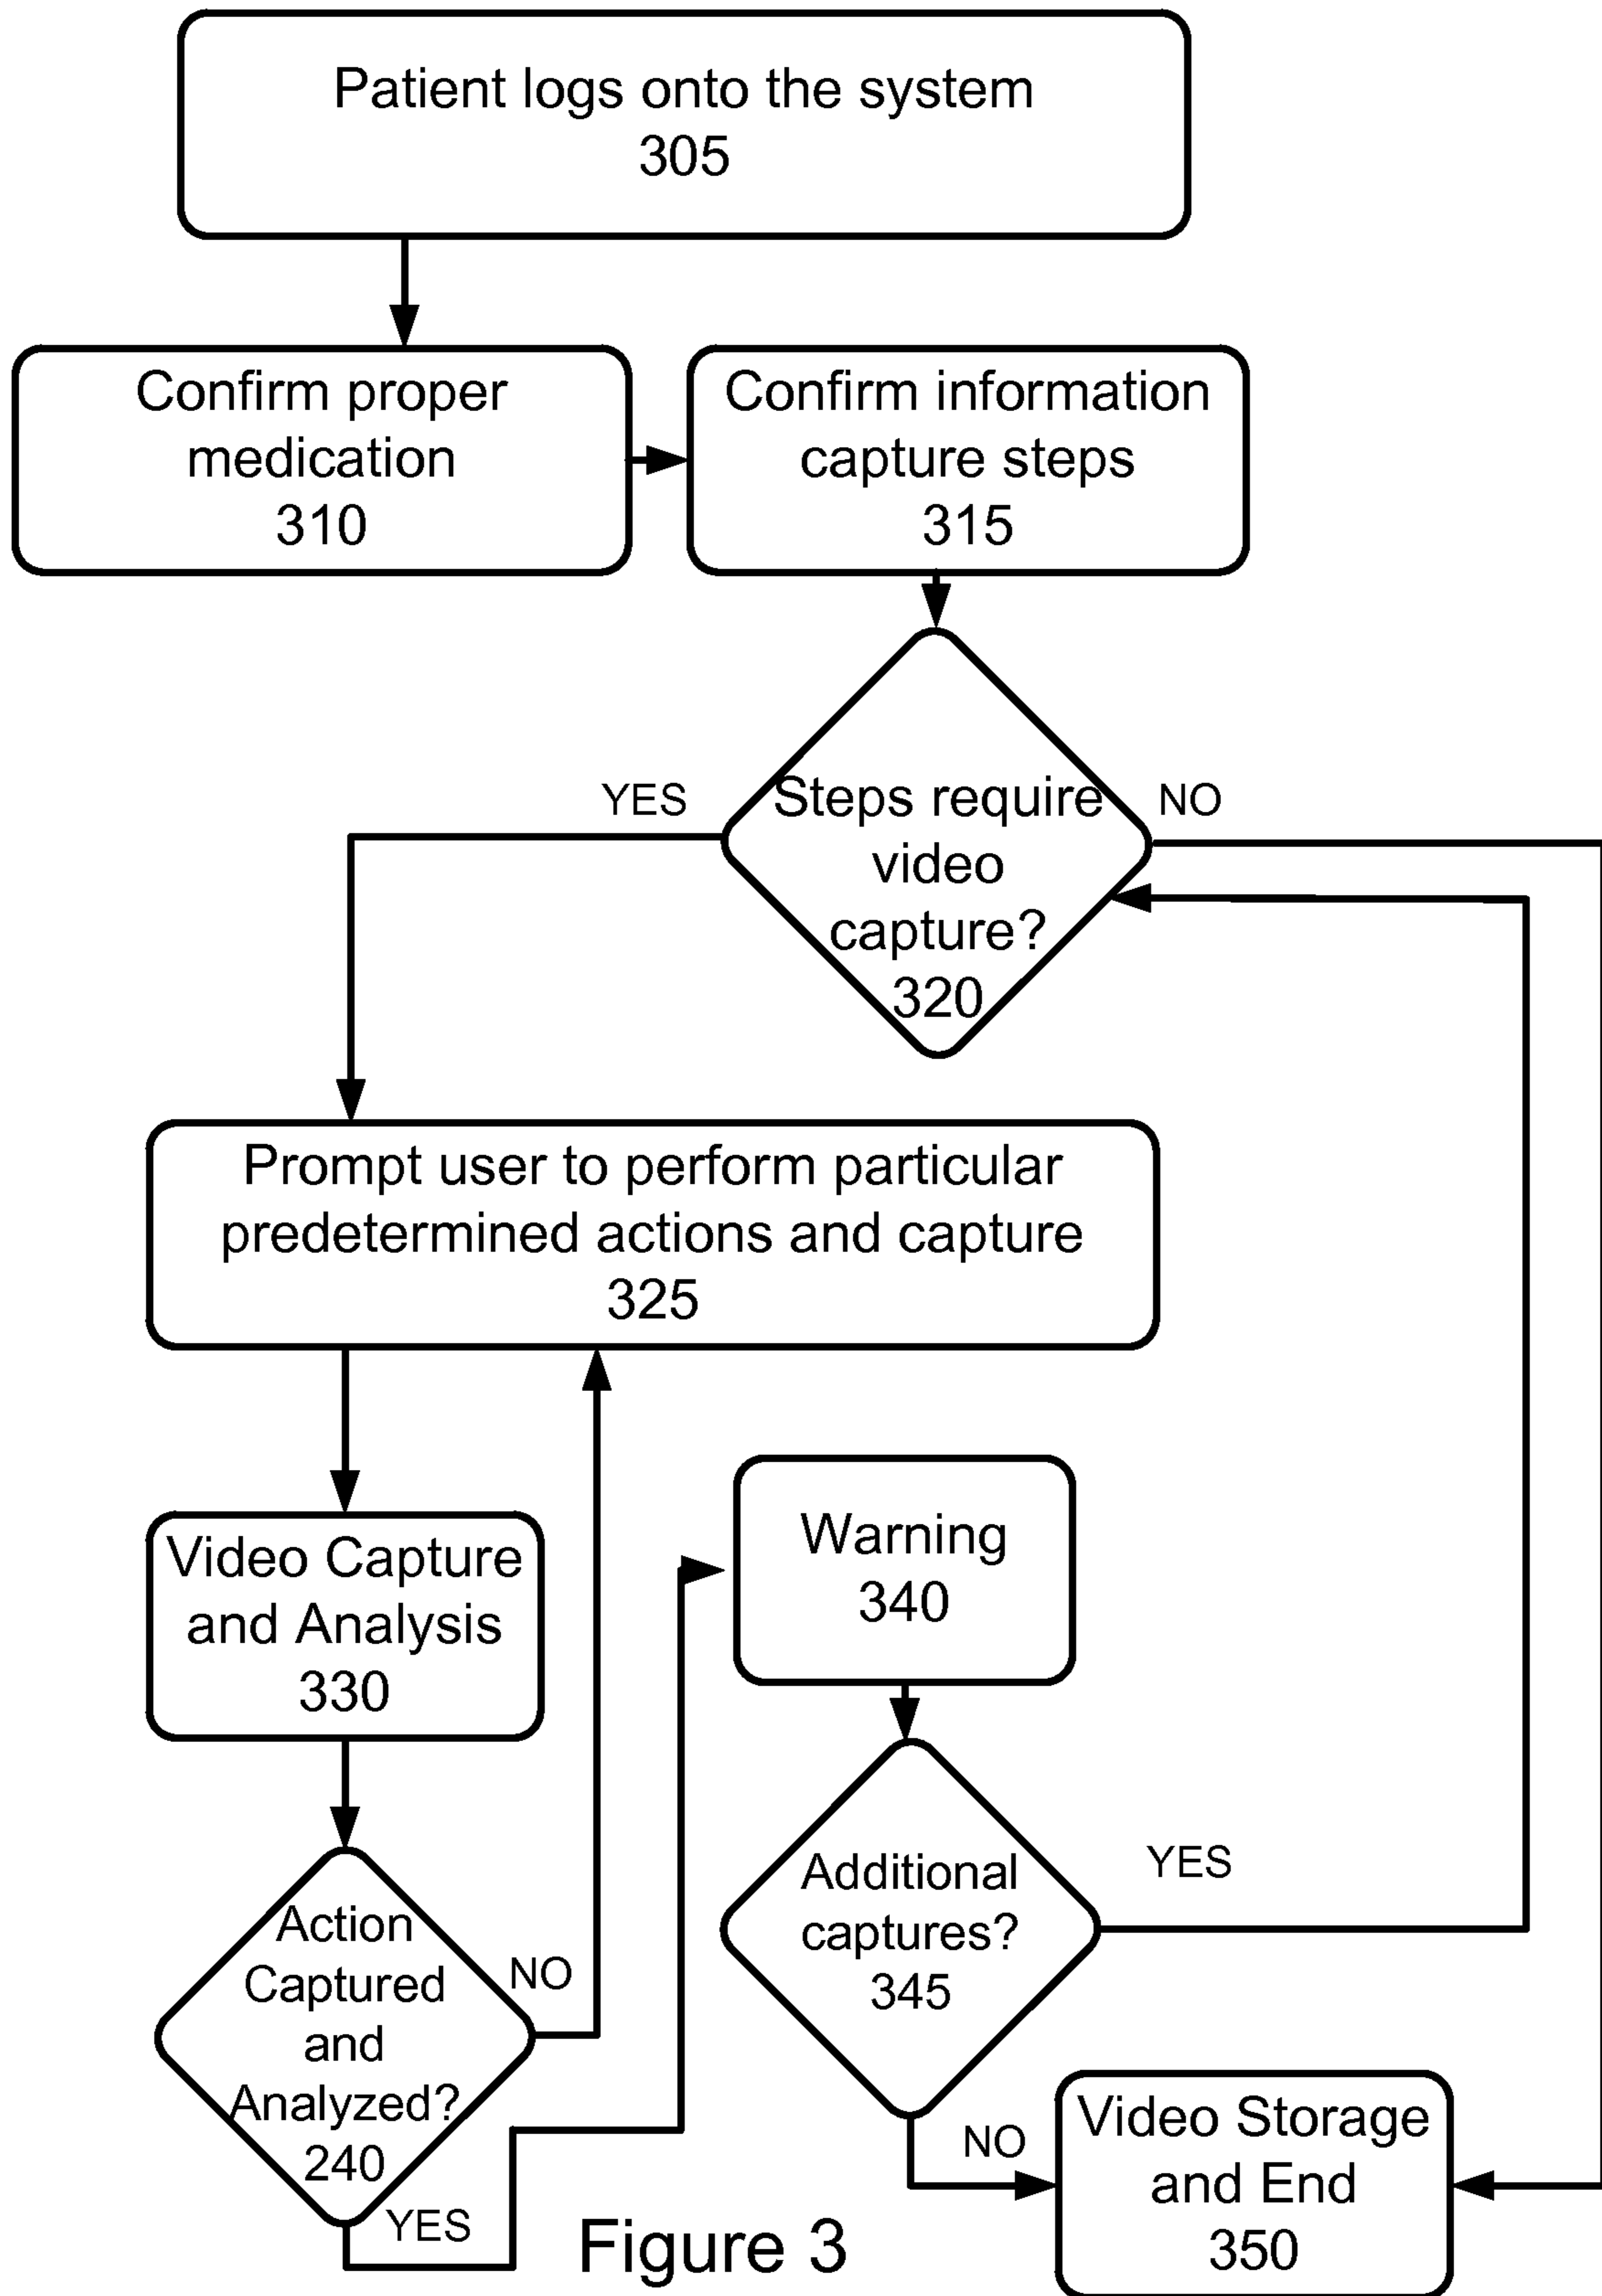 Patient logs onto the system
305
Confirm proper
medication
310
Confirm information
capture steps
315
YES
Steps require
video
capture?
320
NO
Prompt user to perform particular
predetermined actions and capture
325
Video Capture
and Analysis
330
Warning
340
Action
Captured
and
Analyzed?
240
NO
YES
Additional
captures?
345
YES
NO
Video Storage
and End
350
Figure 3